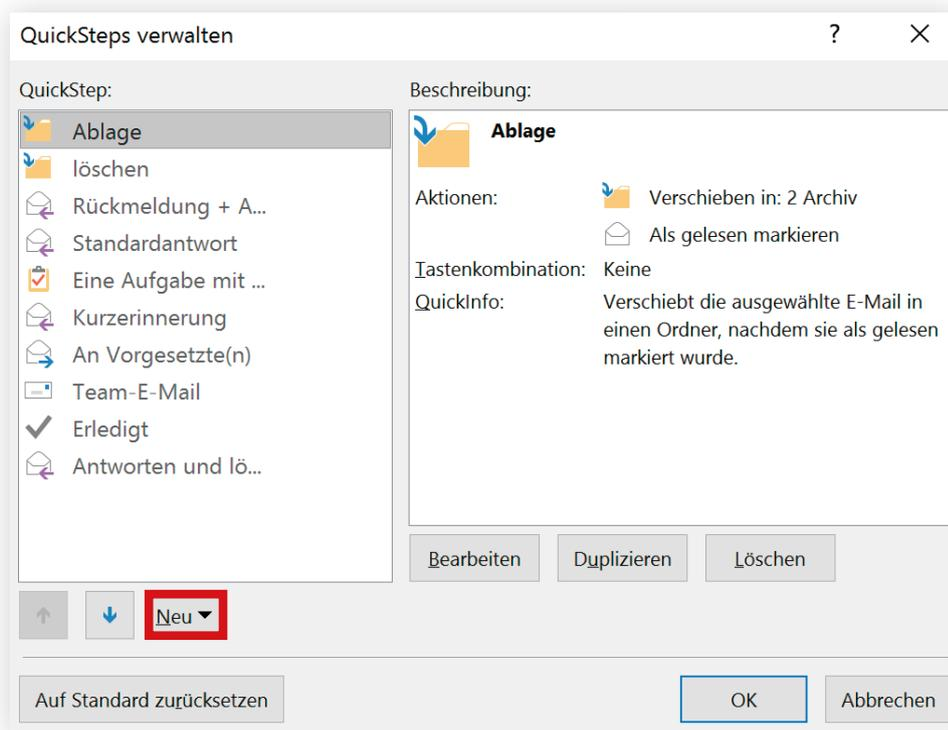 QuickSteps verwalten
?
QuickStep:
Ablage
löschen
Rückmeldung + A...
Standardantwort
Eine Aufgabe mit ...
Kurzerinnerung
An Vorgesetzte(n)
Team-E-Mail
Erledigt
Antworten und lö...
Neu
Beschreibung:
Ablage
Aktionen:
Verschieben in: 2 Archiv
Als gelesen markieren
Tastenkombination: Keine
QuickInfo: Verschiebt die ausgewählte E-Mail in
einen Ordner, nachdem sie als gelesen
markiert wurde.
Bearbeiten Duplizieren Löschen
Auf Standard zurücksetzen OK Abbrechen